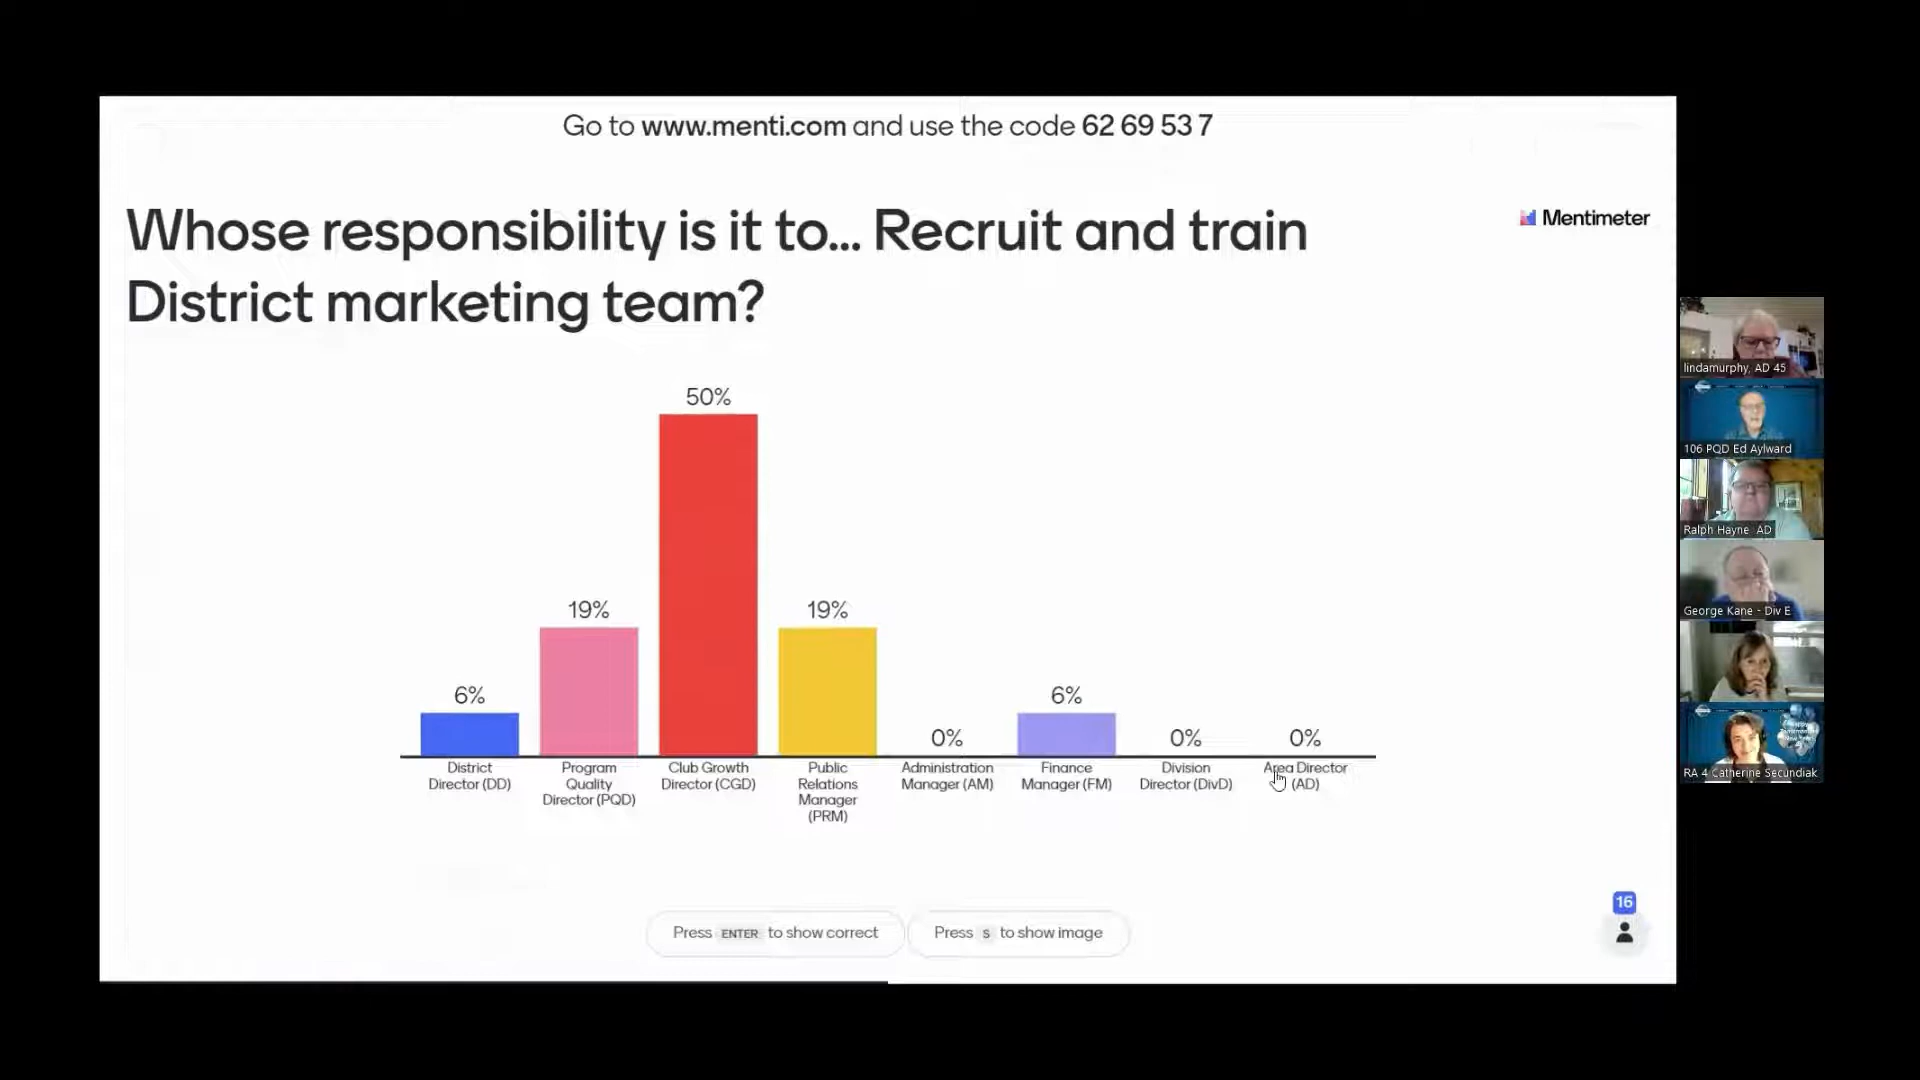 Go to www.menti.com and use the code 62 69 53 7
Whose responsibility is it to... Recruit and train
District marketing team?
Mentimeter
50%
19%
19%
6%
6%
0%
0%
0%
District
Director (DD)
Program
Quality
Director (PQD)
Club Growth
Director (CGD)
Public
Relations
Manager
(PRM)
Administration
Manager (AM)
Finance
Manager (FM)
Division
Director (DivD)
Area Director
(AD)
Press ENTER to show correct
Press S to show image
16
lindamurphy, AD 45
106 PQD Ed Aylward
Ralph Hayne AD
George Kane - Div E
RA 4 Catherine Secundiak